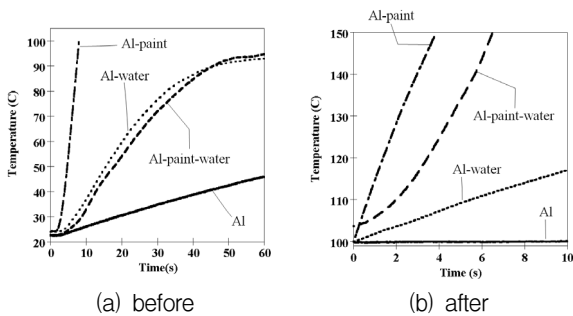 Temperature (C)
100
90
80
70
60
50
40
30
20
0
10
20
30
40
50
60
Time(s)
Al-paint
Al-water
Al-paint-water
Al
(a) before
Temperature (C)
150
140
130
120
110
100
0
2
4
6
8
10
Time (s)
Al-paint
Al-paint-water
Al-water
Al
(b) after